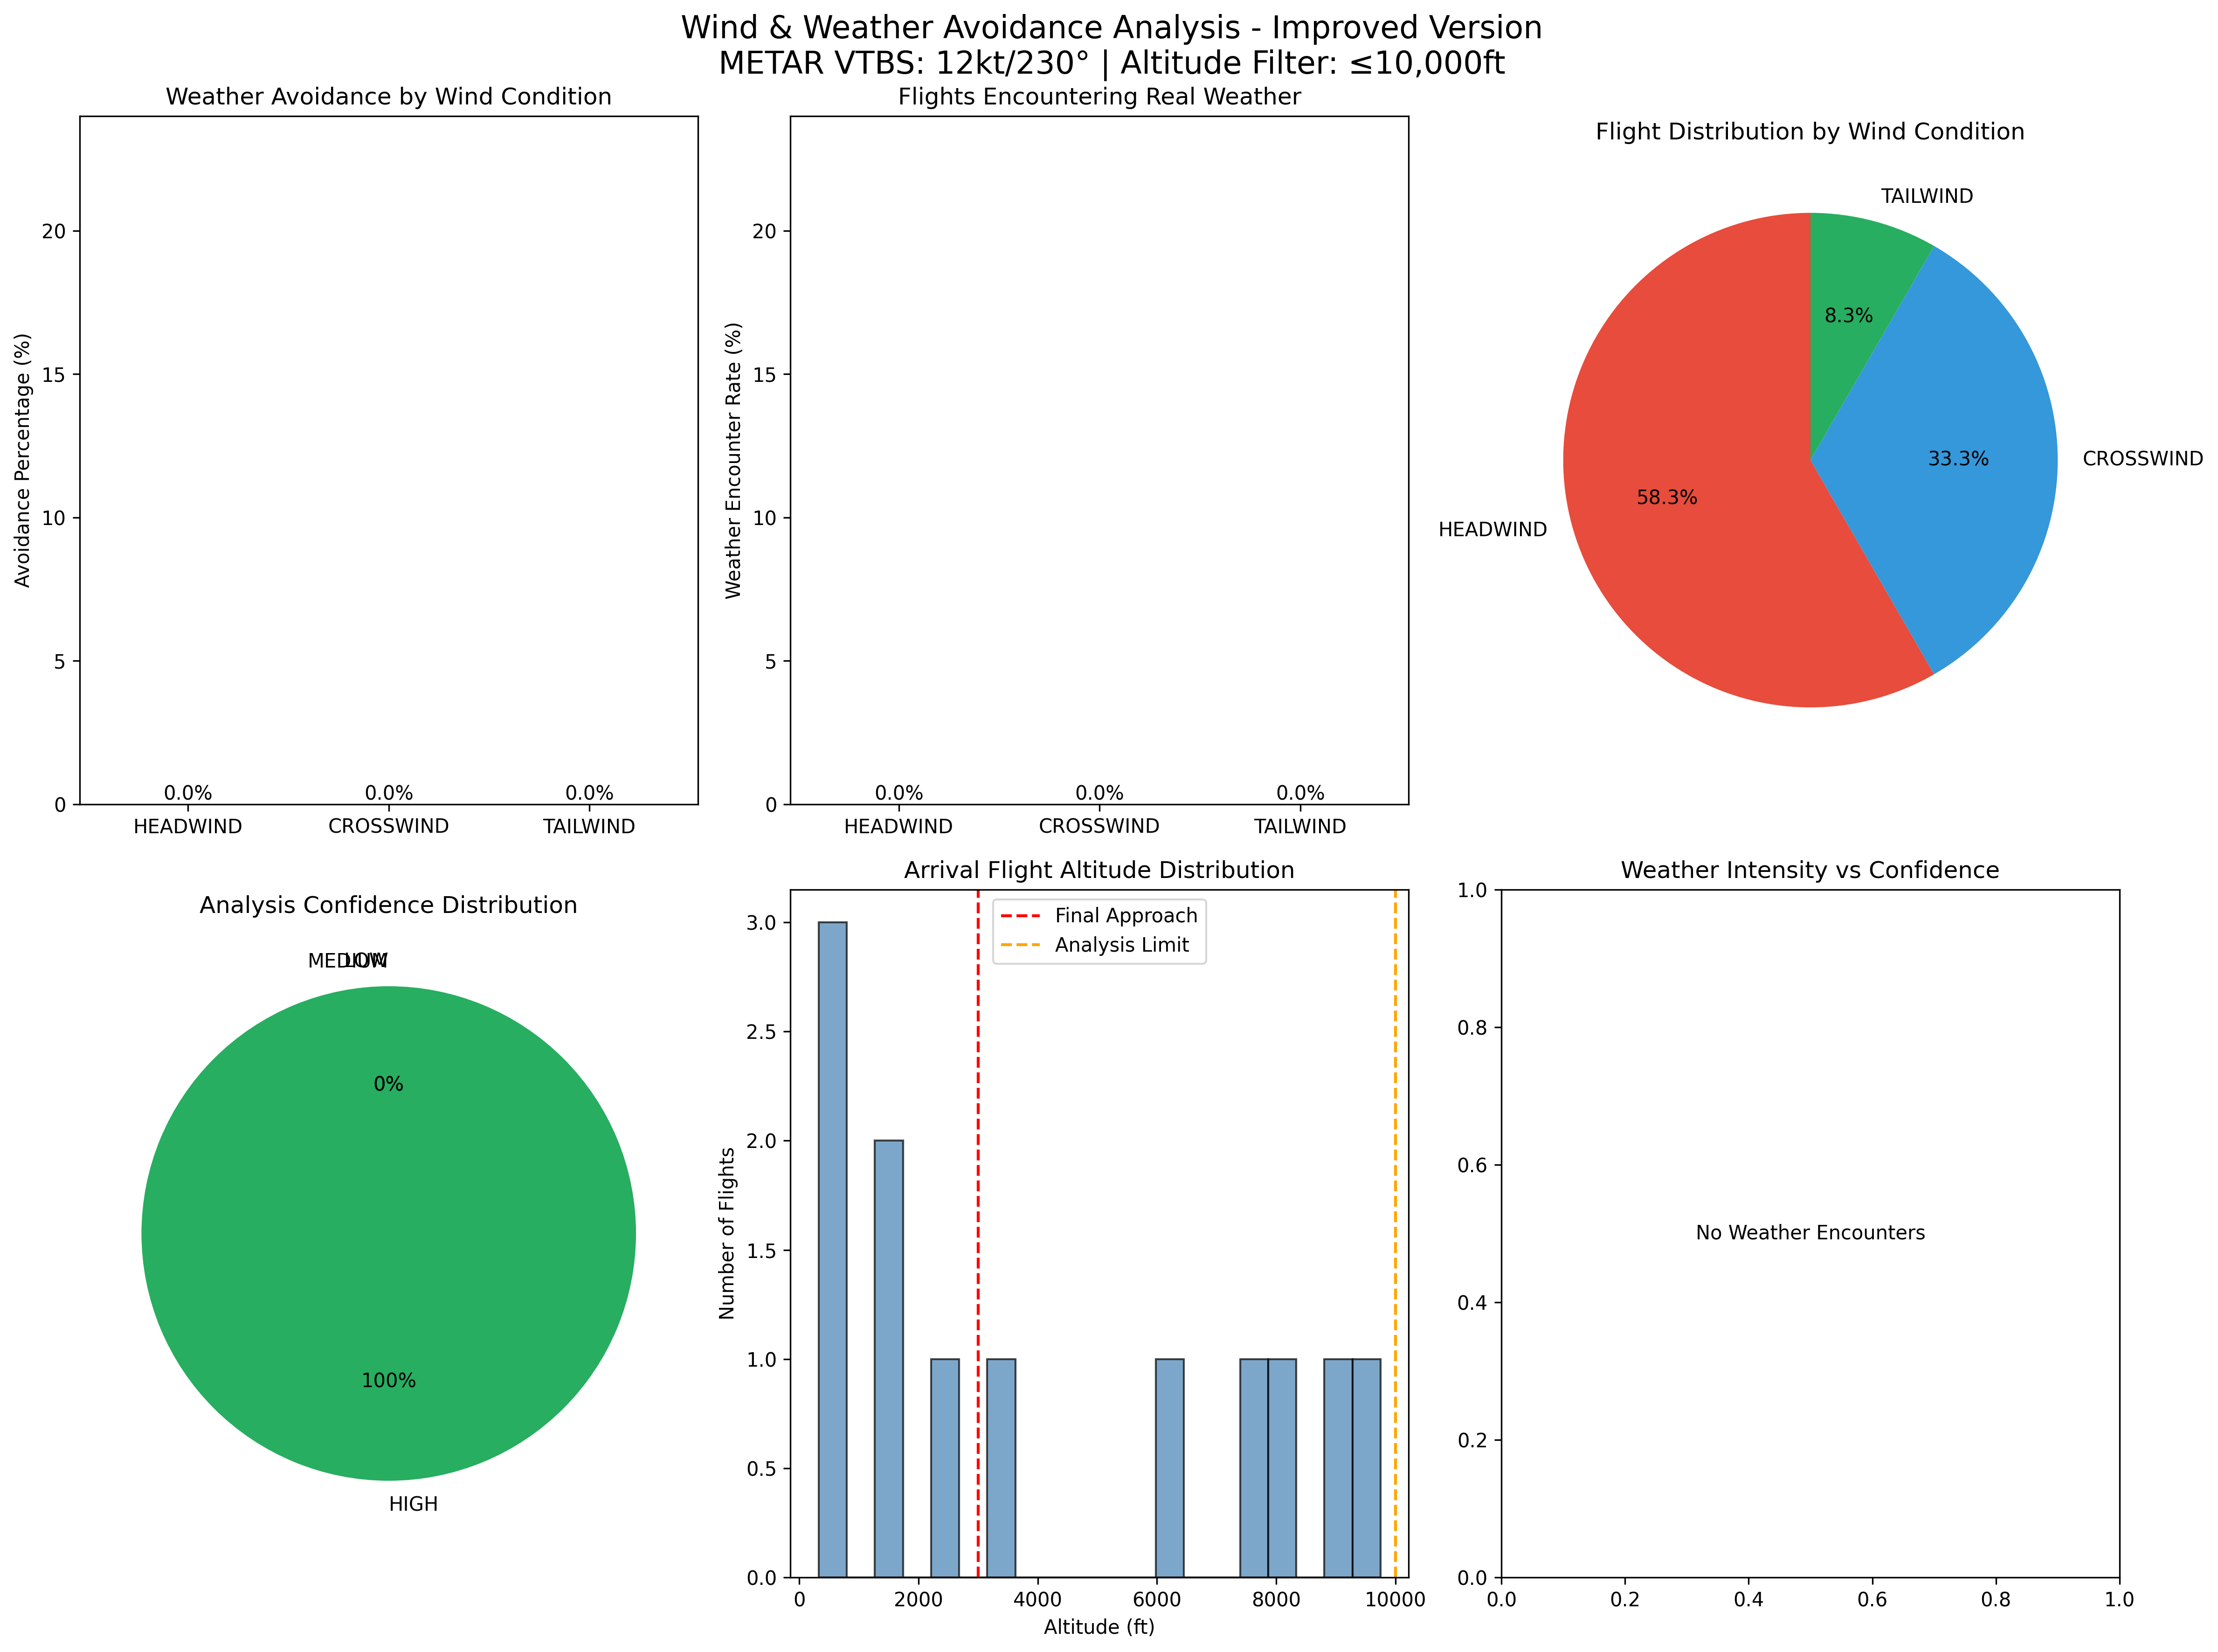 Wind & Weather Avoidance Analysis - Improved Version
METAR VTBS: 12kt/230° | Altitude Filter: ≤10,000ft
Weather Avoidance by Wind Condition
Avoidance Percentage (%)
20
15
10
5
0
0.0% 0.0% 0.0%
HEADWIND CROSSWIND TAILWIND
Flights Encountering Real Weather
Weather Encounter Rate (%)
20
15
10
5
0
0.0% 0.0% 0.0%
HEADWIND CROSSWIND TAILWIND
Flight Distribution by Wind Condition
TAILWIND
8.3%
33.3%
CROSSWIND
58.3%
HEADWIND
Analysis Confidence Distribution
MEDIUM
LOW
0%
100%
HIGH
Arrival Flight Altitude Distribution
Final Approach
Analysis Limit
Number of Flights
3.0
2.5
2.0
1.5
1.0
0.5
0.0
0 2000 4000 6000 8000 10000
Altitude (ft)
Weather Intensity vs Confidence
1.0
0.8
0.6
0.4
0.2
0.0
No Weather Encounters
0.0 0.2 0.4 0.6 0.8 1.0